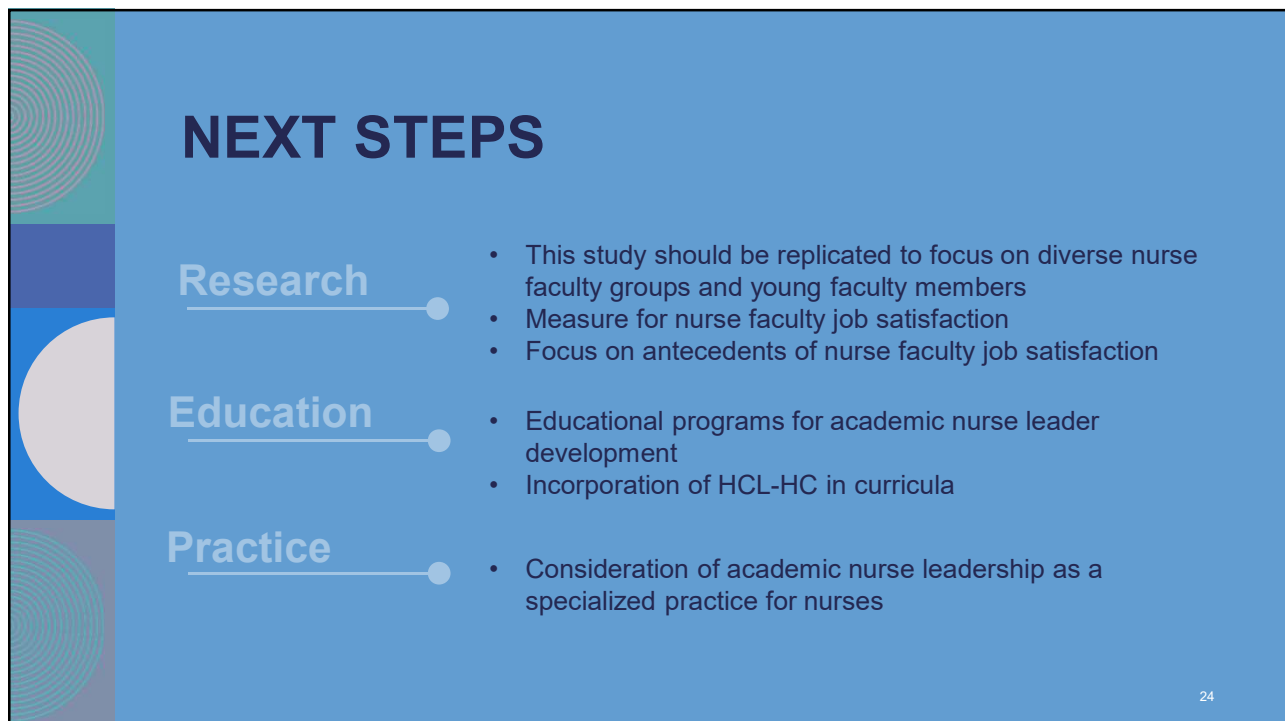 NEXT STEPS
Research
• This study should be replicated to focus on diverse nurse
faculty groups and young faculty members
• Measure for nurse faculty job satisfaction
• Focus on antecedents of nurse faculty job satisfaction
Education
• Educational programs for academic nurse leader
development
• Incorporation of HCL-HC in curricula
Practice
• Consideration of academic nurse leadership as a
specialized practice for nurses
24